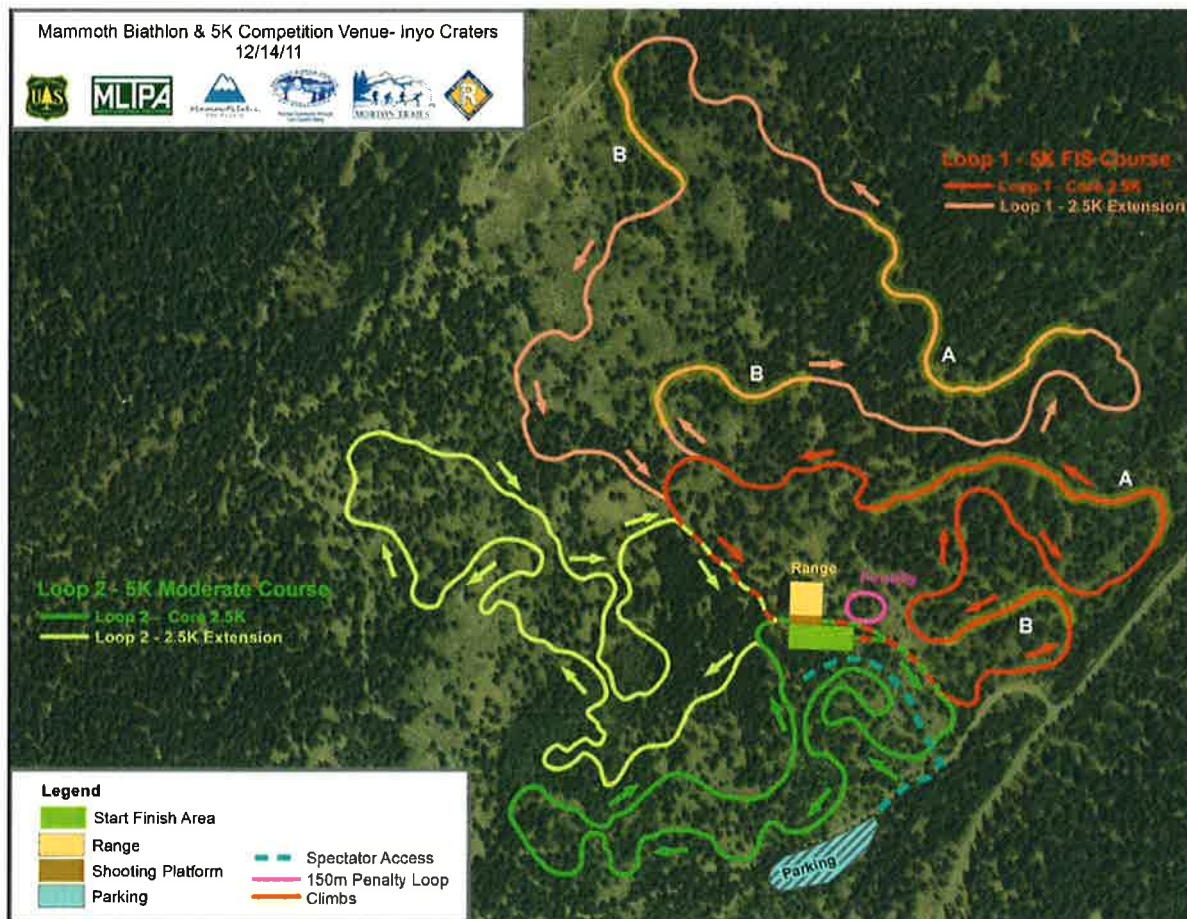 Mammoth Biathlon & 5K Competition Venue- Inyo Craters
12/14/11
UAS
MLTPA
MORTON TRAILS
R
B
Loop 1 - 5K FIS Course
Loop 1 - Core 2.5K
Loop 1 - 2.5K Extension
A
B
A
Range
Penalty
Loop 2 - 5K Moderate Course
Loop 2 - Core 2.5K
Loop 2 - 2.5K Extension
B
Parking
Legend
Start Finish Area
Range
Shooting Platform
Parking
Spectator Access
150m Penalty Loop
Climbs